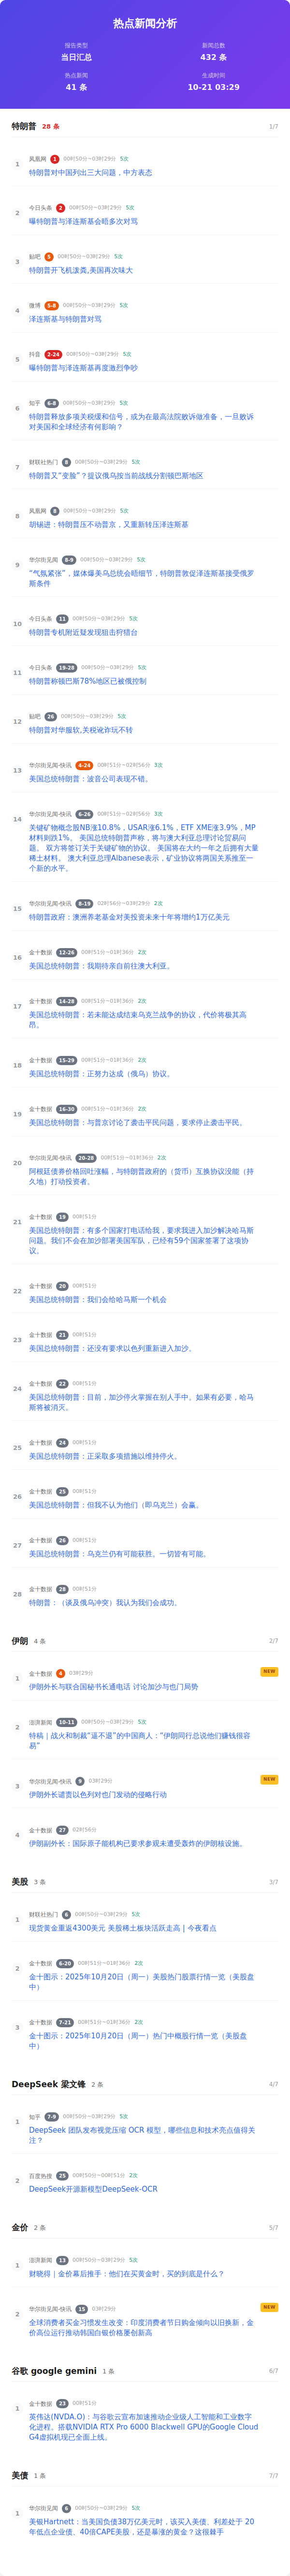 热点新闻分析
报告类型
当日汇总
新闻总数
432 条
热点新闻
41 条
生成时间
10-21 03:29
特朗普 28 条 1/7
1
凤凰网 1 00时50分~03时29分 5次
特朗普对中国列出三大问题，中方表态
2
今日头条 2 00时50分~03时29分 5次
曝特朗普与泽连斯基会晤多次对骂
3
贴吧 5 00时50分~03时29分 5次
特朗普开飞机泼粪,美国再次味大
4
微博 5-8 00时50分~03时29分 5次
泽连斯基与特朗普对骂
5
抖音 2-24 00时50分~03时29分 5次
曝特朗普与泽连斯基再度激烈争吵
6
知乎 6-8 00时50分~03时29分 5次
特朗普释放多项关税缓和信号，或为在最高法院败诉做准备，一旦败诉
对美国和全球经济有何影响？
7
财联社热门 8 00时50分~03时29分 5次
特朗普又“变脸”？提议俄乌按当前战线分割顿巴斯地区
8
凤凰网 8 00时50分~03时29分 5次
胡锡进：特朗普压不动普京，又重新转压泽连斯基
9
华尔街见闻 8-9 00时50分~03时29分 5次
“气氛紧张”，媒体爆美乌总统会晤细节，特朗普敦促泽连斯基接受俄罗
斯条件
10
今日头条 11 00时50分~03时29分 5次
特朗普专机附近疑发现狙击狩猎台
11
今日头条 19-28 00时50分~03时29分 5次
特朗普称顿巴斯78%地区已被俄控制
12
贴吧 26 00时50分~03时29分 5次
特朗普对华服软,关税讹诈玩不转
13
华尔街见闻-快讯 4-24 00时51分~02时56分 3次
美国总统特朗普：波音公司表现不错。
14
华尔街见闻-快讯 6-26 00时51分~02时56分 3次
关键矿物概念股NB涨10.8%，USAR涨6.1%，ETF XME涨3.9%，MP
材料则跌1%。 美国总统特朗普声称，将与澳大利亚总理讨论贸易问
题。 双方将签订关于关键矿物的协议。 美国将在大约一年之后拥有大量
稀土材料。 澳大利亚总理Albanese表示，矿业协议将两国关系推至一
个新的水平。
15
华尔街见闻-快讯 8-19 02时56分~03时29分 2次
特朗普政府：澳洲养老基金对美投资未来十年将增约1万亿美元
16
金十数据 12-26 00时51分~01时36分 2次
美国总统特朗普：我期待亲自前往澳大利亚。
17
金十数据 14-28 00时51分~01时36分 2次
美国总统特朗普：若未能达成结束乌克兰战争的协议，代价将极其高
昂。
18
金十数据 15-29 00时51分~01时36分 2次
美国总统特朗普：正努力达成（俄乌）协议。
19
金十数据 16-30 00时51分~01时36分 2次
美国总统特朗普：与普京讨论了袭击平民问题，要求停止袭击平民。
20
华尔街见闻-快讯 20-28 00时51分~01时36分 2次
阿根廷债券价格回吐涨幅，与特朗普政府的（货币）互换协议没能（持
久地）打动投资者。
21
金十数据 19 00时51分
美国总统特朗普：有多个国家打电话给我，要求我进入加沙解决哈马斯
问题。我们不会在加沙部署美国军队，已经有59个国家签署了这项协
议。
22
金十数据 20 00时51分
美国总统特朗普：我们会给哈马斯一个机会
23
金十数据 21 00时51分
美国总统特朗普：还没有要求以色列重新进入加沙。
24
金十数据 22 00时51分
美国总统特朗普：目前，加沙停火掌握在别人手中。如果有必要，哈马
斯将被消灭。
25
金十数据 24 00时51分
美国总统特朗普：正采取多项措施以维持停火。
26
金十数据 25 00时51分
美国总统特朗普：但我不认为他们（即乌克兰）会赢。
27
金十数据 26 00时51分
美国总统特朗普：乌克兰仍有可能获胜。一切皆有可能。
28
金十数据 28 00时51分
特朗普：（谈及俄乌冲突）我认为我们会成功。
伊朗 4 条 2/7
1
金十数据 4 03时29分 NEW
伊朗外长与联合国秘书长通电话 讨论加沙与也门局势
2
澎湃新闻 10-11 00时50分~03时29分 5次
特稿｜战火和制裁“逼不退”的中国商人：“伊朗同行总说他们赚钱很容
易”
3
华尔街见闻-快讯 9 03时29分 NEW
伊朗外长谴责以色列对也门发动的侵略行动
4
金十数据 27 02时56分
伊朗副外长：国际原子能机构已要求参观未遭受轰炸的伊朗核设施。
美股 3 条 3/7
1
财联社热门 6 00时50分~03时29分 5次
现货黄金重返4300美元 美股稀土板块活跃走高 | 今夜看点
2
金十数据 6-20 00时51分~01时36分 2次
金十图示：2025年10月20日（周一）美股热门股票行情一览（美股盘
中）
3
金十数据 7-21 00时51分~01时36分 2次
金十图示：2025年10月20日（周一）热门中概股行情一览（美股盘
中）
DeepSeek 梁文锋 2 条 4/7
1
知乎 7-9 00时50分~03时29分 5次
DeepSeek 团队发布视觉压缩 OCR 模型，哪些信息和技术亮点值得关
注？
2
百度热搜 25 00时50分~00时51分 2次
DeepSeek开源新模型DeepSeek-OCR
金价 2 条 5/7
1
澎湃新闻 13 00时50分~03时29分 5次
财晓得｜金价幕后推手：他们在买黄金时，买的到底是什么？
2
华尔街见闻-快讯 15 03时29分 NEW
全球消费者买金习惯发生改变：印度消费者节日购金倾向以旧换新，金
价高位运行推动韩国白银价格屡创新高
谷歌 google gemini 1 条 6/7
1
金十数据 23 00时51分
英伟达(NVDA.O)：与谷歌云宣布加速推动企业级人工智能和工业数字
化进程。搭载NVIDIA RTX Pro 6000 Blackwell GPU的Google Cloud
G4虚拟机现已全面上线。
美债 1 条 7/7
1
华尔街见闻 6 00时50分~03时29分 5次
美银Hartnett：当美国负债38万亿美元时，该买入美债、利差处于 20
年低点企业债、40倍CAPE美股，还是暴涨的黄金？这很棘手